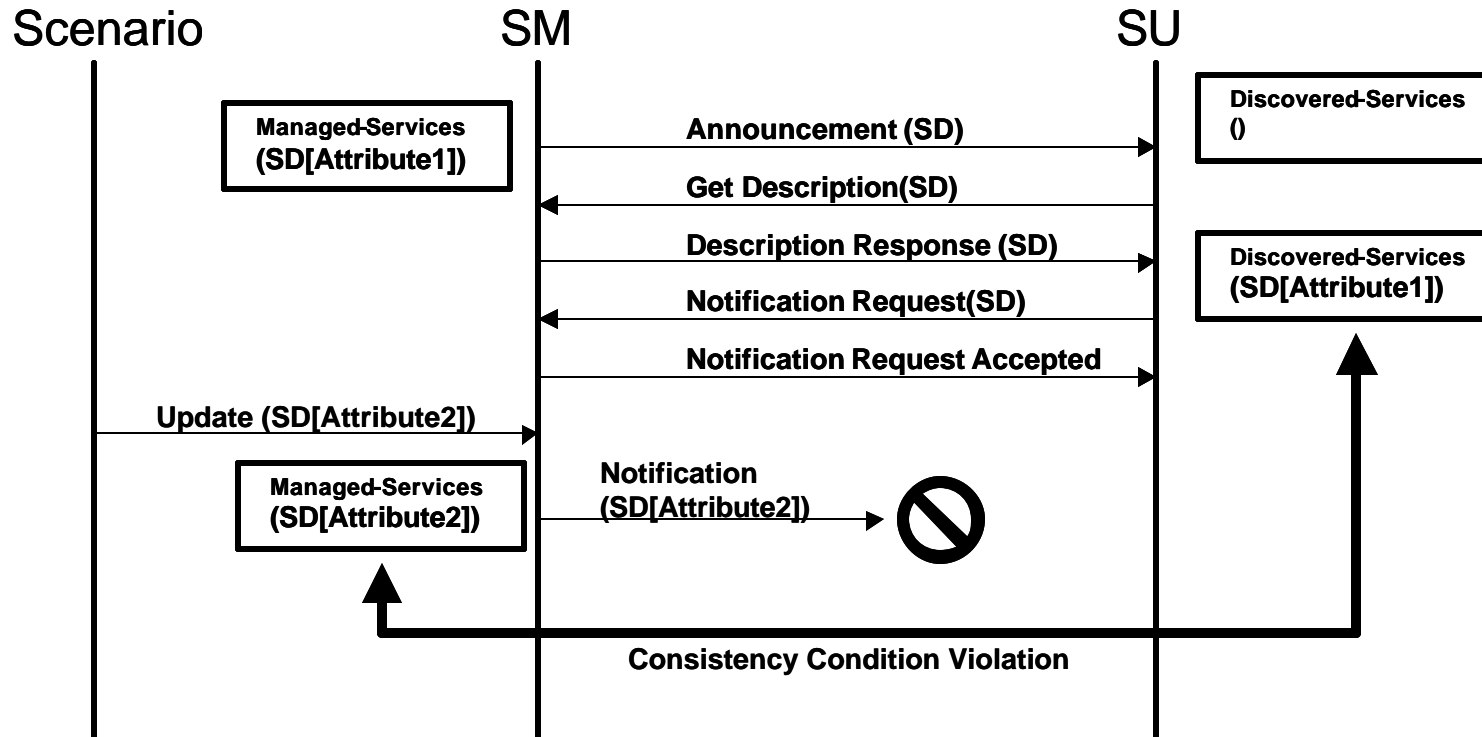 Scenario
SM
SU
Managed-Services
(SD[Attribute1])
Announcement (SD)
Discovered-Services
()
Get Description(SD)
Description Response (SD)
Discovered-Services
(SD[Attribute1])
Notification Request(SD)
Notification Request Accepted
Update (SD[Attribute2])
Managed-Services
(SD[Attribute2])
Notification
(SD[Attribute2])
Consistency Condition Violation